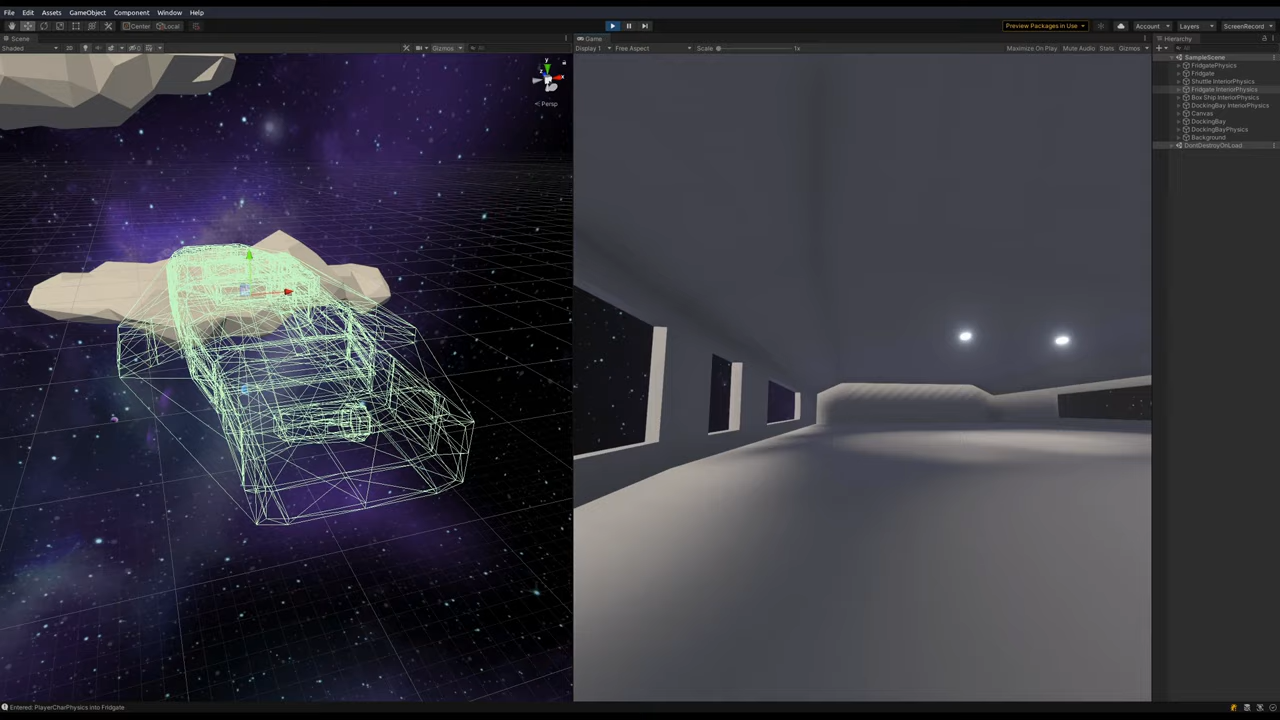 File Edit Assets GameObject Component Window Help
Center Local
Preview Packages in Use
Account Layers ScreenRecord
Scene
Shaded 2D Gizmos
Game
Display 1 Free Aspect Scale 1x Maximize On Play Mute Audio Stats Gizmos
Hierarchy
All
SampleScene
FridgatePhysics
Fridgate
Shuttle InteriorPhysics
Fridgate InteriorPhysics
Box Ship InteriorPhysics
DockingBay InteriorPhysics
Canvas
DockingBay
DockingBayPhysics
Background
DontDestroyOnLoad
y
x
z
Persp
Entered: PlayerCharPhysics into Fridgate